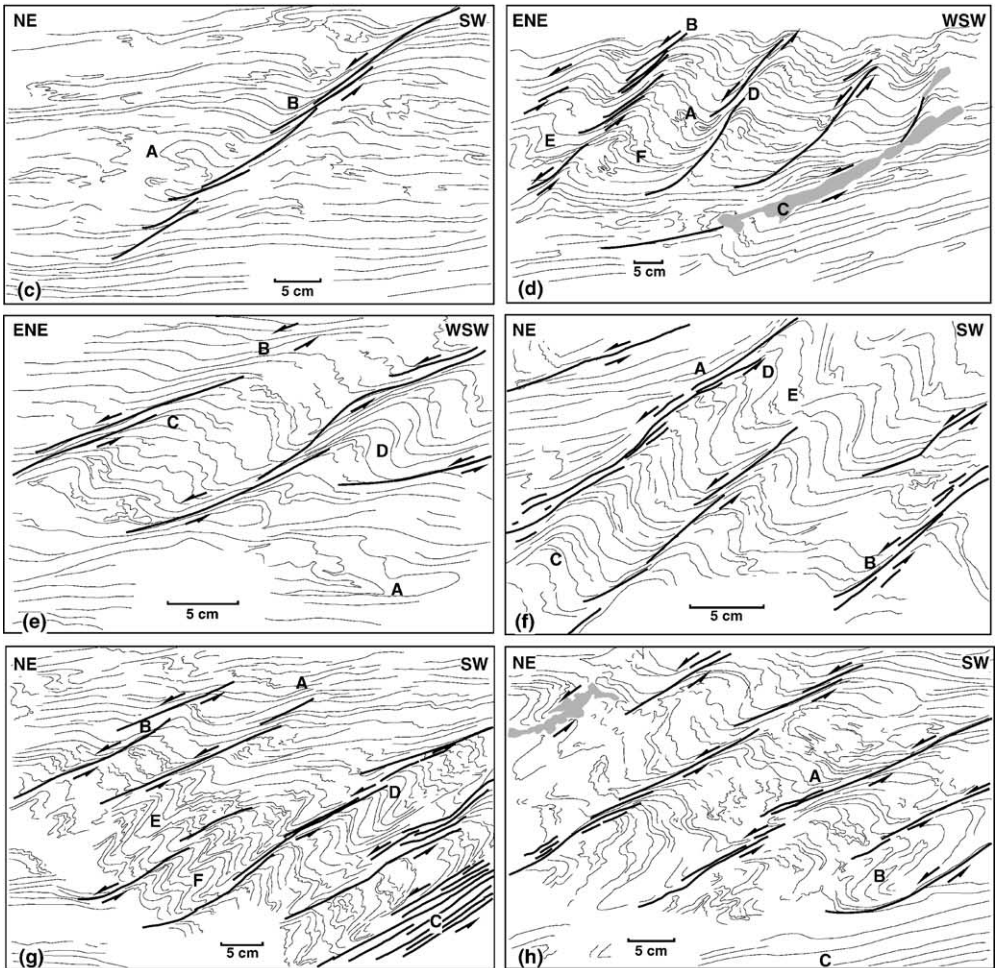 NE SW
B
A
(c) 5 cm
ENE WSW
B
D
A
E
F
C
5 cm
(d)
ENE WSW
B
C
D
A
5 cm
(e)
NE SW
A D
E
C B
5 cm
(f)
NE SW
A
B
D
E
F
C
5 cm
(g)
NE SW
A
B
5 cm
(h) C